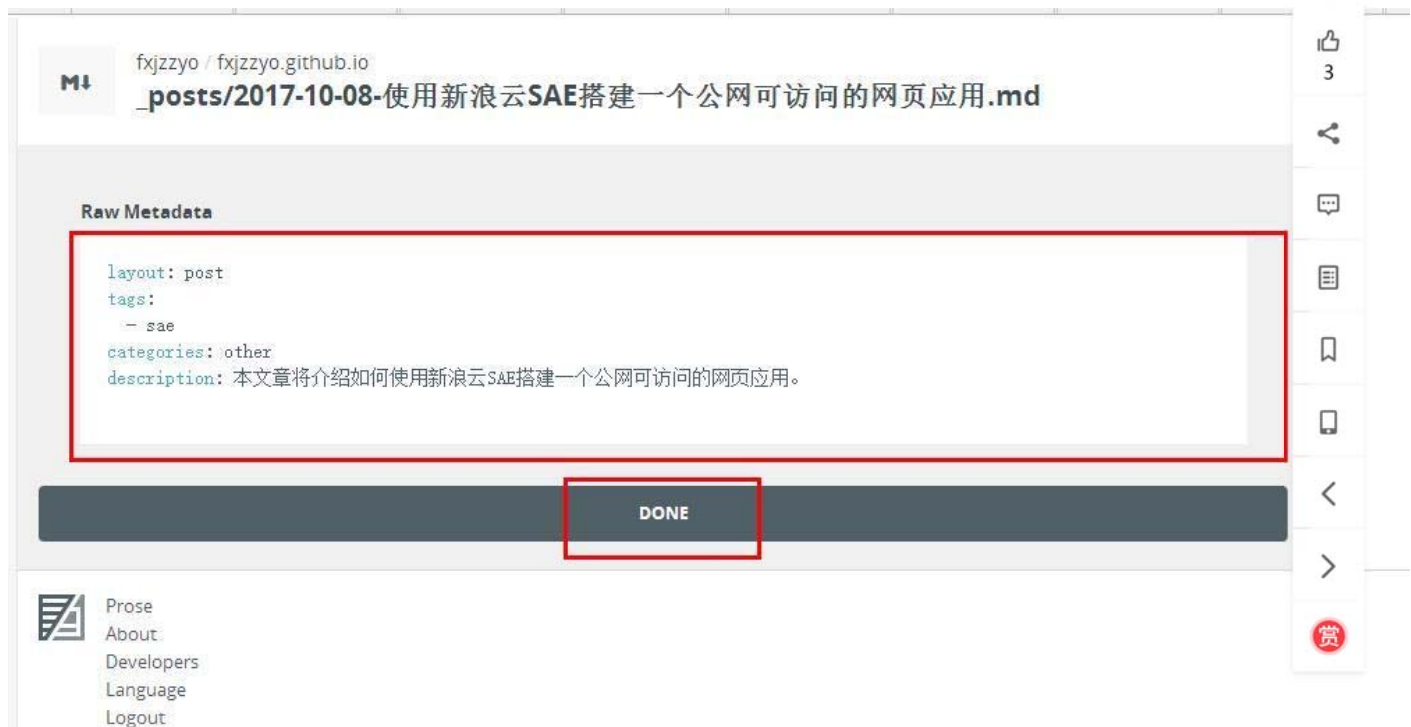 M↓
fxjzzyo / fxjzzyo.github.io
_posts/2017-10-08-使用新浪云SAE搭建一个公网可访问的网页应用.md
3
Raw Metadata
layout: post
tags:
  - sae
categories: other
description: 本文章将介绍如何使用新浪云SAE搭建一个公网可访问的网页应用。
DONE
Prose
About
Developers
Language
Logout
赏